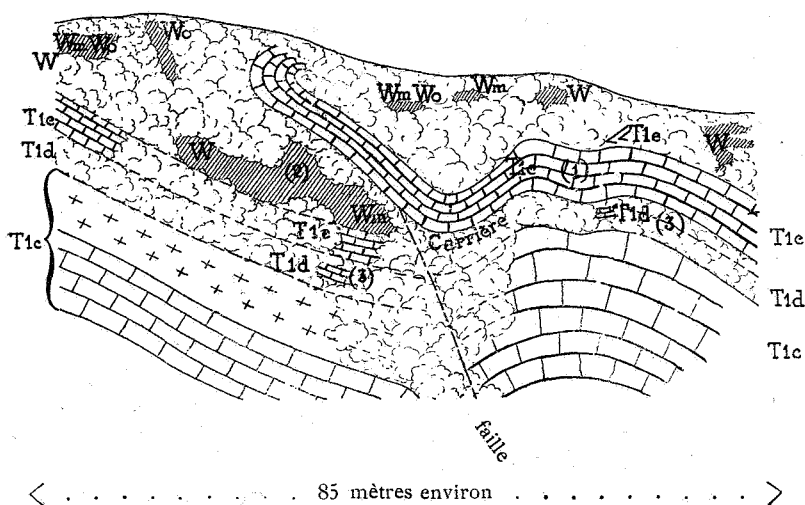 Wo
Wm Wo
W
Wm
Wm Wo
W
T1e
T1e
W
T1d
W
(2)
T1e (1)
Wm
T1d (3)
T1c
T1e
Carrière
T1e
T1d (3)
T1d
T1c
faille
85 mètres environ